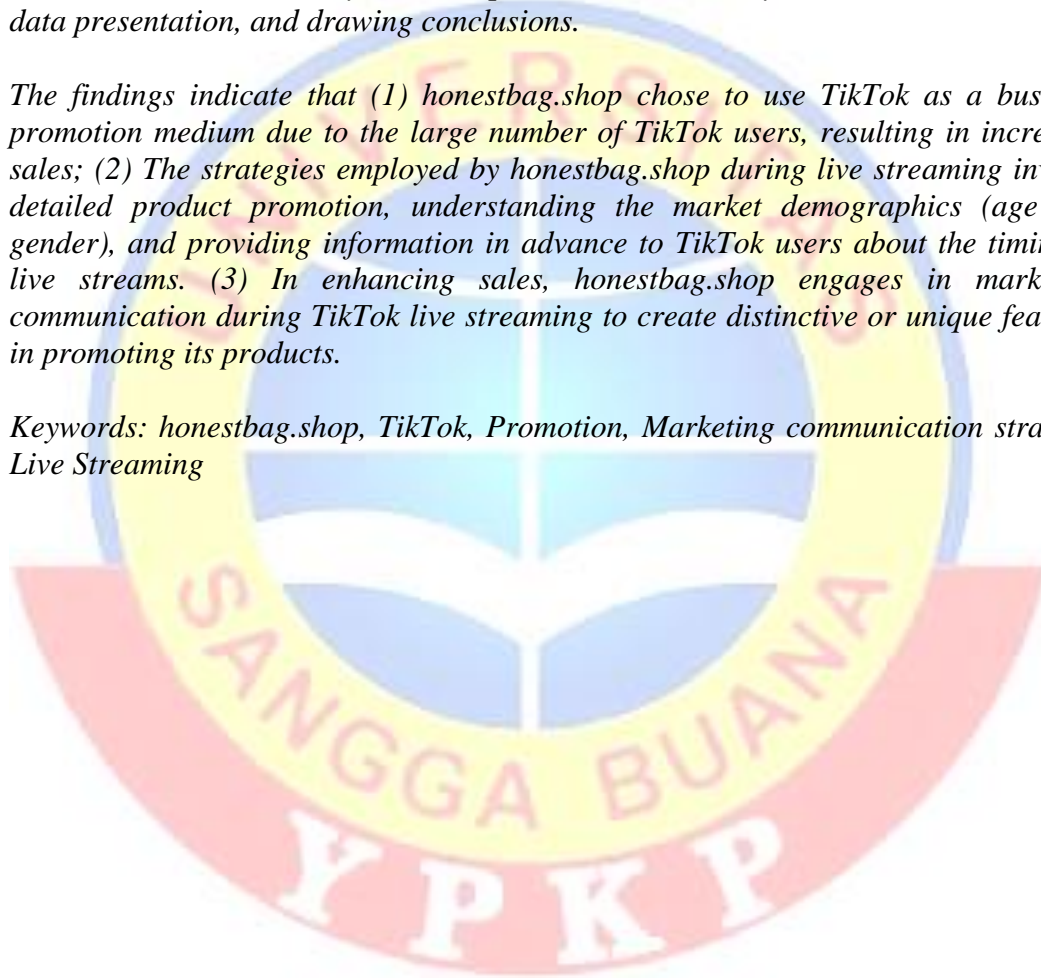 data presentation, and drawing conclusions.
The findings indicate that (1) honestbag.shop chose to use TikTok as a bus
promotion medium due to the large number of TikTok users, resulting in incre
sales; (2) The strategies employed by honestbag.shop during live streaming in
detailed product promotion, understanding the market demographics (age
gender), and providing information in advance to TikTok users about the timin
live streams. (3) In enhancing sales, honestbag.shop engages in mark
communication during TikTok live streaming to create distinctive or unique fea
in promoting its products.
Keywords: honestbag.shop, TikTok, Promotion, Marketing communication stra
Live Streaming
UNIVERSITAS
SANGGA BUANA
YPKP